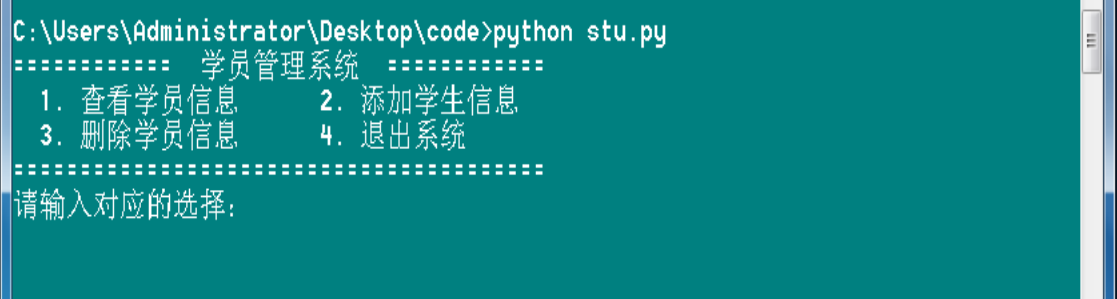 C:\Users\Administrator\Desktop\code>python stu.py
============ 学员管理系统 ============
1. 查看学员信息 2. 添加学生信息
3. 删除学员信息 4. 退出系统
========================================
请输入对应的选择: